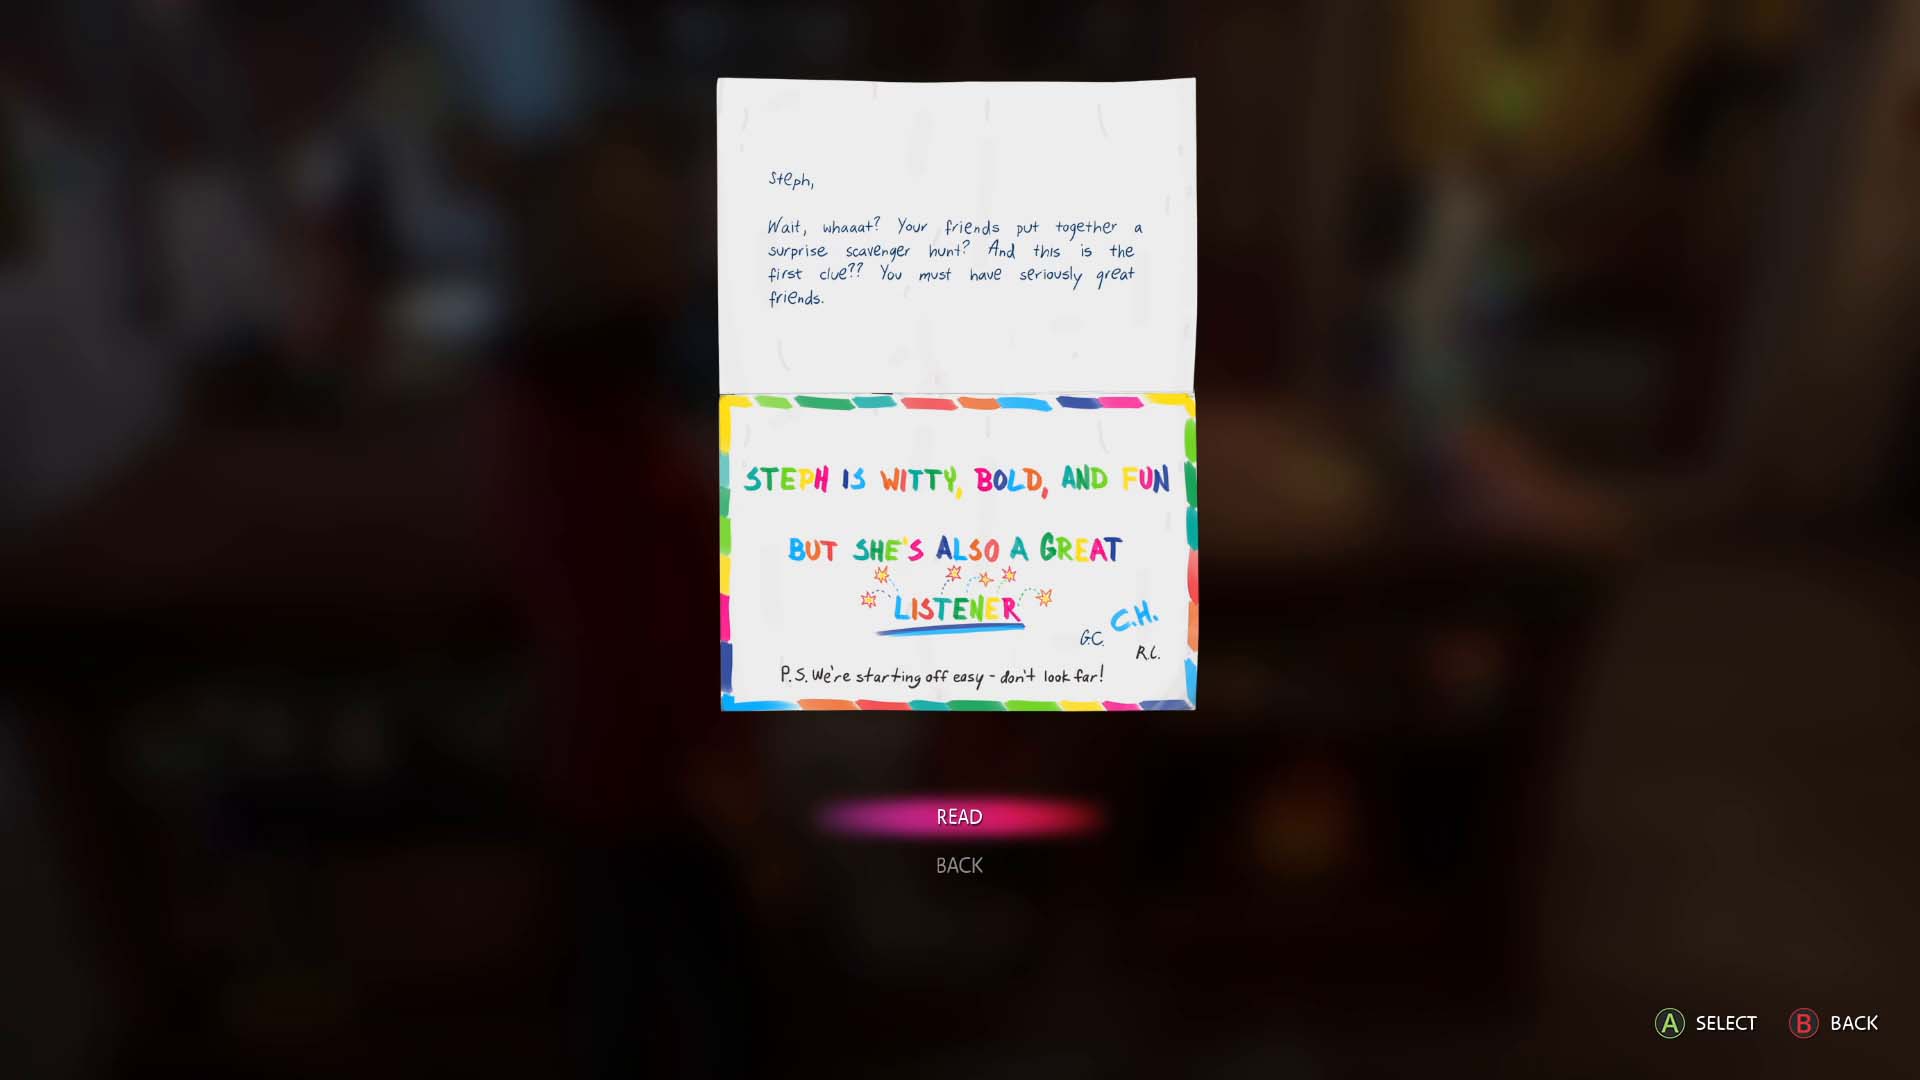 Steph,
Wait, whaaat? Your friends put together a
surprise scavenger hunt? And this is the
first clue?? You must have seriously great
friends.
STEPH IS WITTY, BOLD, AND FUN
BUT SHE'S ALSO A GREAT
LISTENER
C.H.
G.C.
R.C.
P.S. We're starting off easy - don't look far!
READ
BACK
A SELECT B BACK